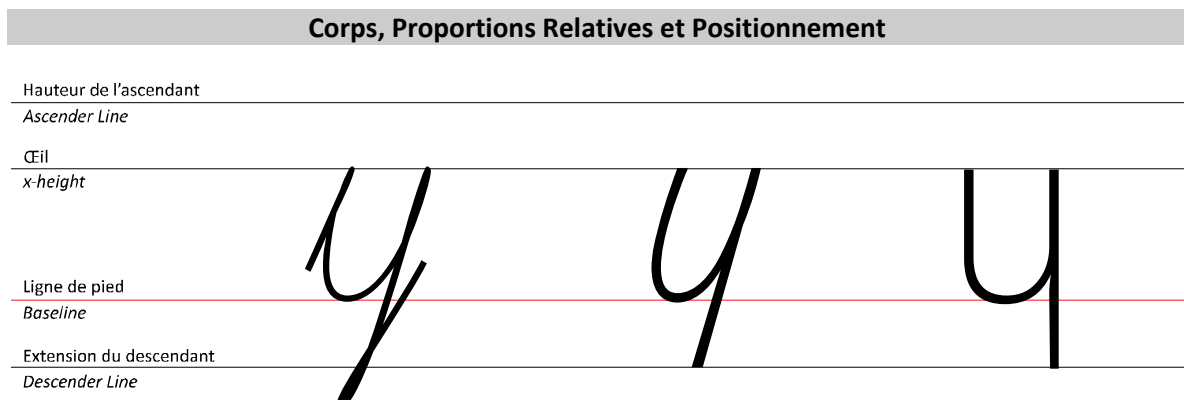 Corps, Proportions Relatives et Positionnement
Hauteur de l'ascendant
Ascender Line
Œil
x-height
y y y
Ligne de pied
Baseline
Extension du descendant
Descender Line